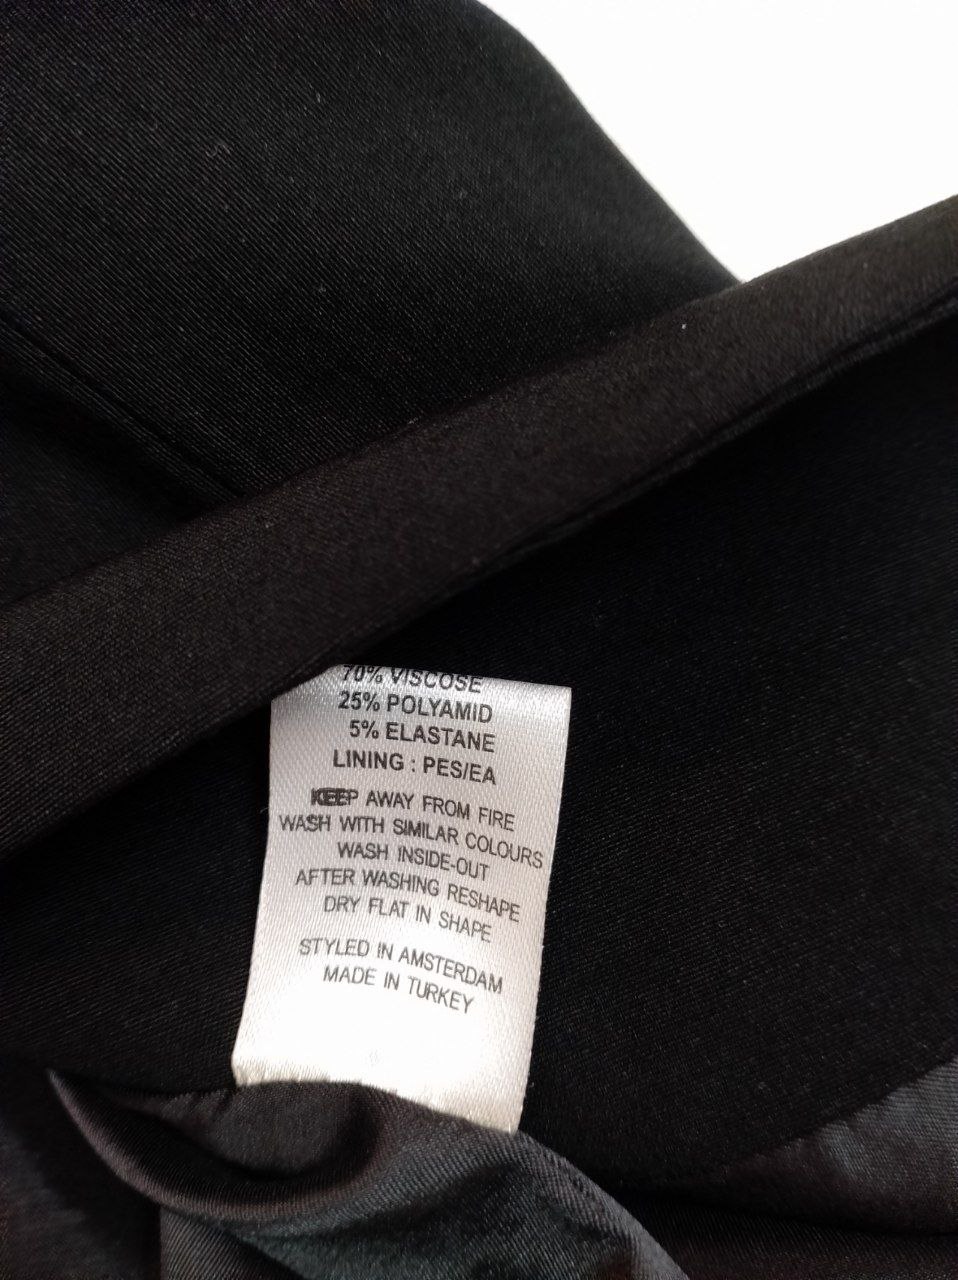 70% VISCOSE
25% POLYAMID
5% ELASTANE
LINING : PES/EA
KEEP AWAY FROM FIRE
WASH WITH SIMILAR COLOURS
WASH INSIDE-OUT
AFTER WASHING RESHAPE
DRY FLAT IN SHAPE
STYLED IN AMSTERDAM
MADE IN TURKEY